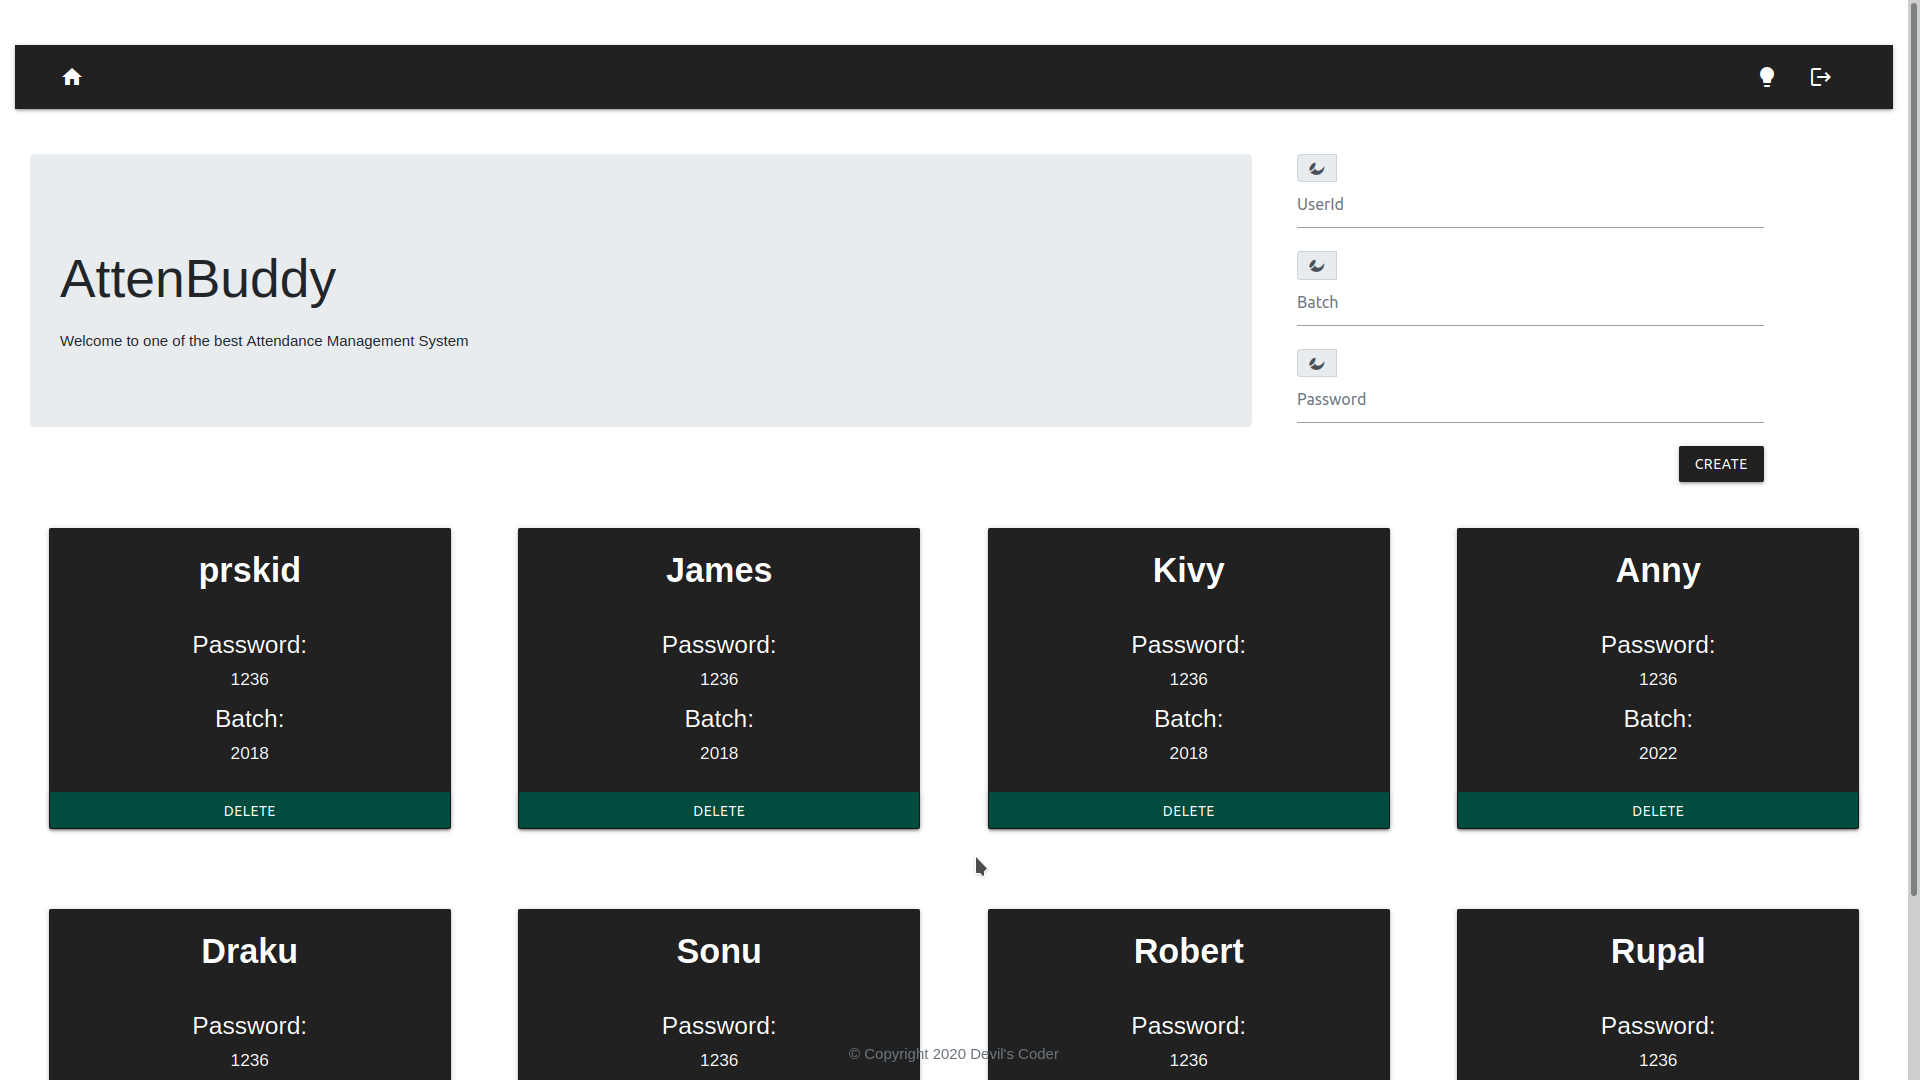 UserId
Batch
AttenBuddy
Welcome to one of the best Attendance Management System
Password
CREATE
prskid
James
Kivy
Anny
Password:
Password:
Password:
Password:
1236
1236
1236
1236
Batch:
Batch:
Batch:
Batch:
2018
2018
2018
2022
DELETE
DELETE
DELETE
DELETE
Draku
Sonu
Robert
Rupal
Password:
Password:
Password:
Password:
1236
1236
1236
1236
© Copyright 2020 Devil's Coder